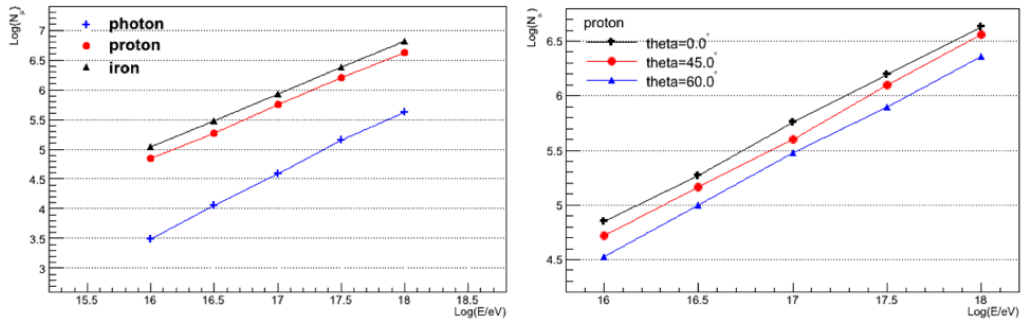 Log{N_μ}
7
6.5
6
5.5
5
4.5
4
3.5
3
photon
proton
iron
15.5 16 16.5 17 17.5 18 18.5
Log(E/eV)
Log(N_μ)
6.5
6
5.5
5
4.5
proton
theta=0.0°
theta=45.0°
theta=60.0°
16 16.5 17 17.5 18
Log(E/eV)